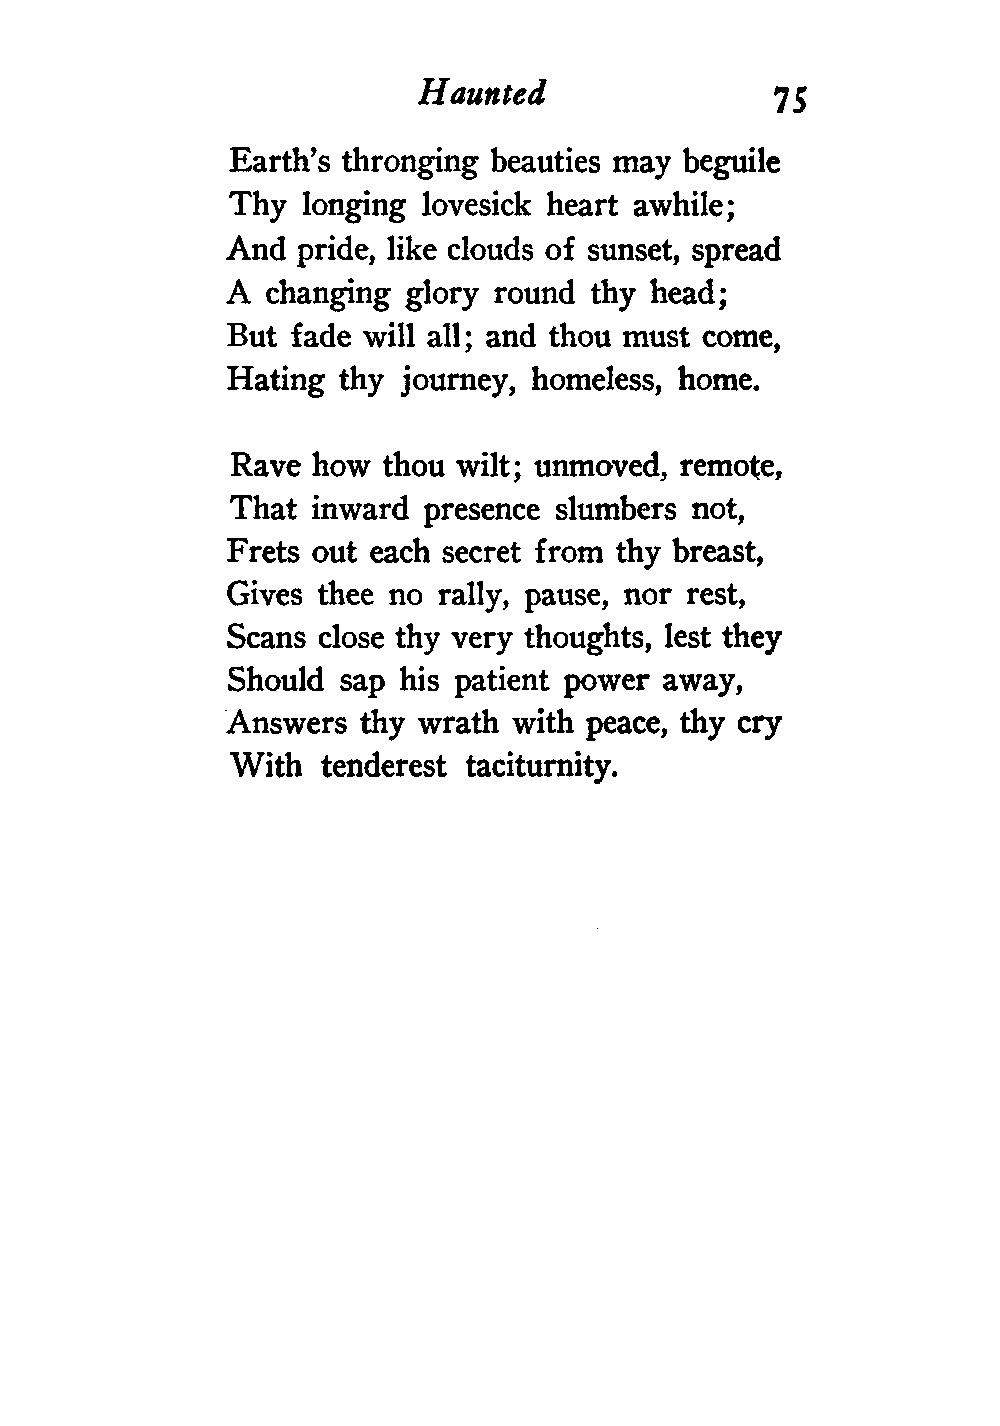 Haunted 75
Earth's thronging beauties may beguile
Thy longing lovesick heart awhile;
And pride, like clouds of sunset, spread
A changing glory round thy head;
But fade will all; and thou must come,
Hating thy journey, homeless, home.

Rave how thou wilt; unmoved, remote,
That inward presence slumbers not,
Frets out each secret from thy breast,
Gives thee no rally, pause, nor rest,
Scans close thy very thoughts, lest they
Should sap his patient power away,
Answers thy wrath with peace, thy cry
With tenderest taciturnity.